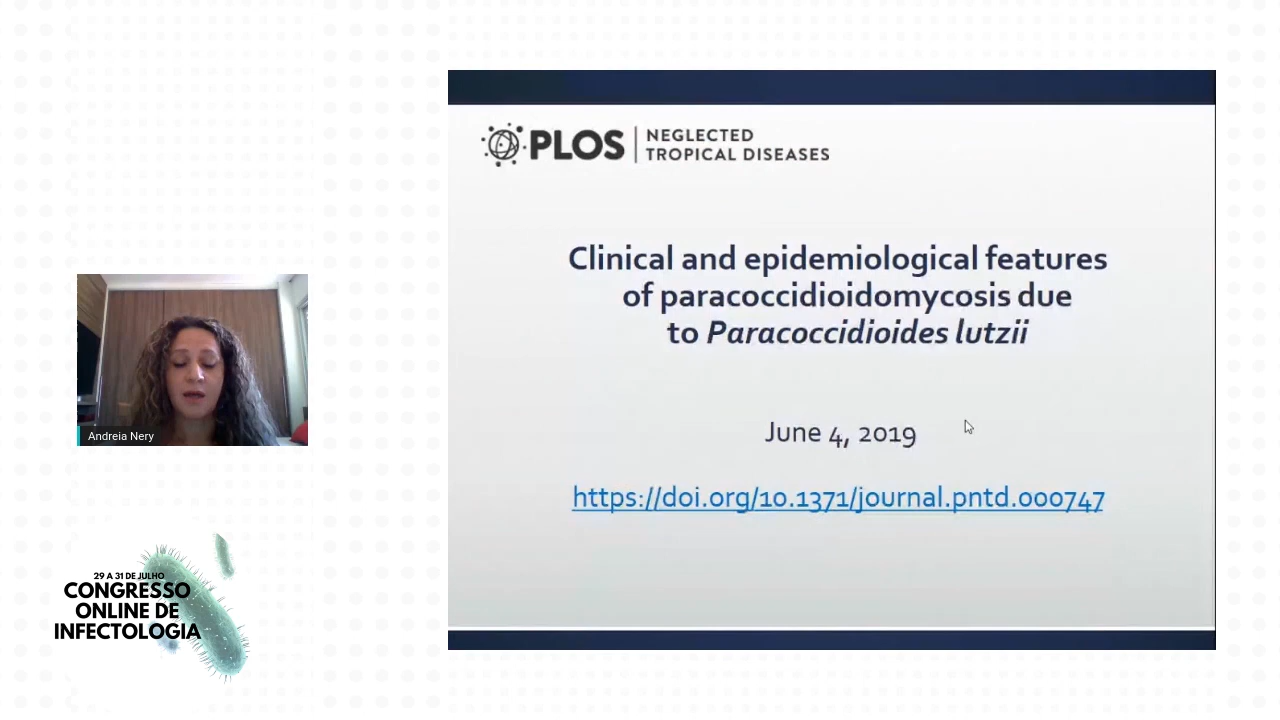 PLOS
NEGLECTED
TROPICAL DISEASES
Clinical and epidemiological features
of paracoccidioidomycosis due
to Paracoccidioides lutzii
June 4, 2019
https://doi.org/10.1371/journal.pntd.000747
Andreia Nery
29 A 31 DE JULHO
CONGRESSO
ONLINE DE
INFECTOLOGIA